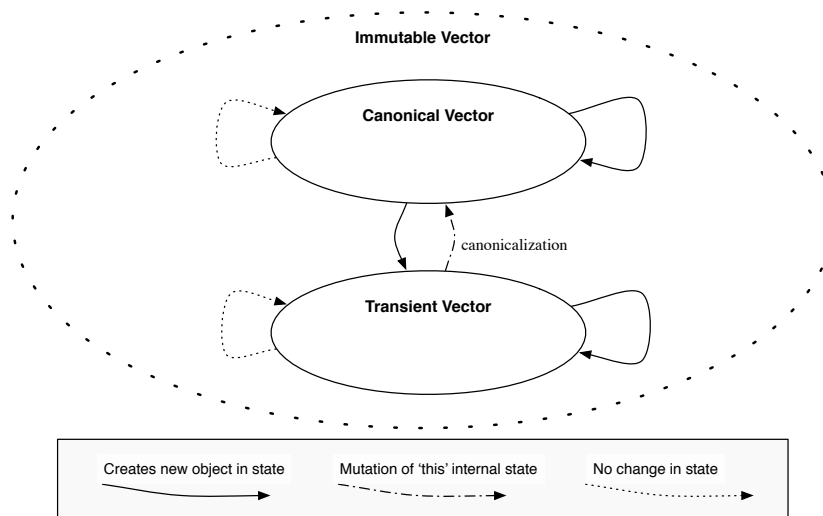 Immutable Vector
Canonical Vector
canonicalization
Transient Vector
Creates new object in state
Mutation of ‘this’ internal state
No change in state